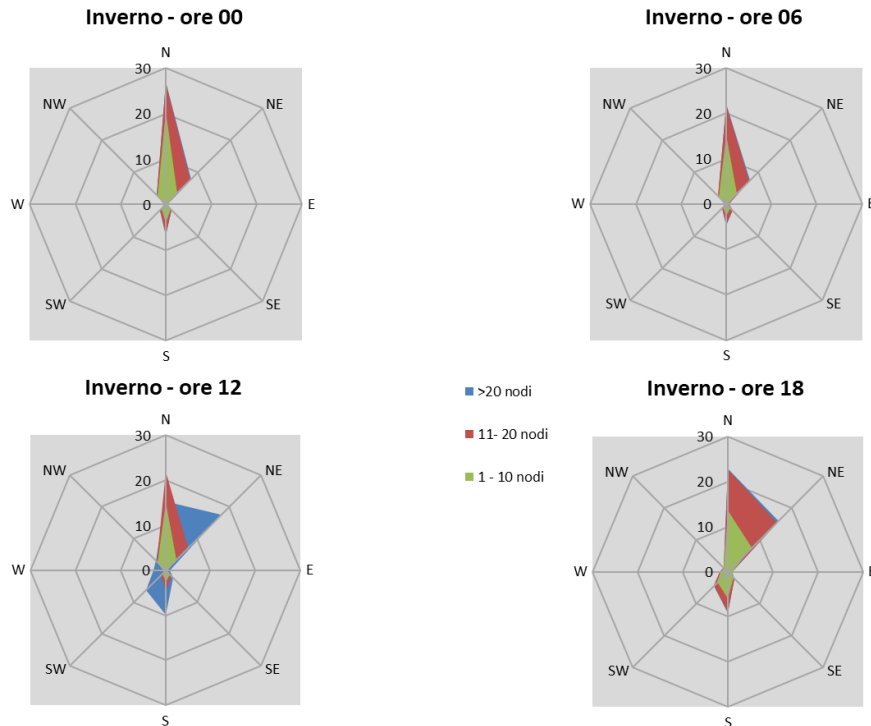 Inverno - ore 00
N
30
NW
NE
20
10
W
0
E
SW
SE
S
Inverno - ore 06
N
30
NW
NE
20
10
W
0
E
SW
SE
S
Inverno - ore 12
N
30
NW
NE
20
10
W
0
E
SW
SE
S
>20 nodi
11- 20 nodi
1 - 10 nodi
Inverno - ore 18
N
30
NW
NE
20
10
W
0
E
SW
SE
S